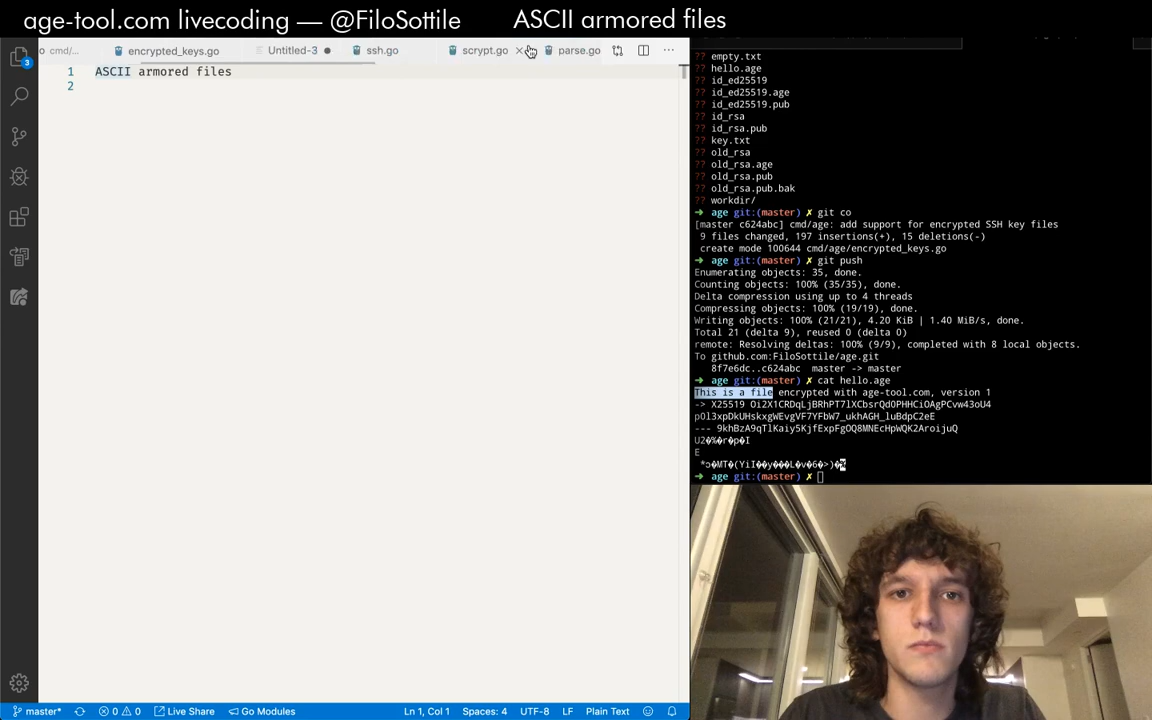 age-tool.com livecoding — @FiloSottile
ASCII armored files
cmd/...
encrypted_keys.go
Untitled-3
ssh.go
scrypt.go
parse.go
3
1 ASCII armored files
2
?? empty.txt
?? hello.age
?? id_ed25519
?? id_ed25519.age
?? id_ed25519.pub
?? id_rsa
?? id_rsa.pub
?? key.txt
?? old_rsa
?? old_rsa.age
?? old_rsa.pub
?? old_rsa.pub.bak
?? workdir/
➜ age git:(master) ✗ git co
[master c624abc] cmd/age: add support for encrypted SSH key files
9 files changed, 197 insertions(+), 15 deletions(-)
create mode 100644 cmd/age/encrypted_keys.go
➜ age git:(master) ✗ git push
Enumerating objects: 35, done.
Counting objects: 100% (35/35), done.
Delta compression using up to 4 threads
Compressing objects: 100% (19/19), done.
Writing objects: 100% (21/21), 4.20 KiB | 1.40 MiB/s, done.
Total 21 (delta 9), reused 0 (delta 0)
remote: Resolving deltas: 100% (9/9), completed with 8 local objects.
To github.com:FiloSottile/age.git
8f7e6dc..c624abc master -> master
➜ age git:(master) ✗ cat hello.age
This is a file encrypted with age-tool.com, version 1
-> X25519 Oi2X1CRDqLjBRhPT7lXCbsrQd0PHHCiOAgPCvw43oU4
p0l3xpDkUHskxgWEvgVF7YFbW7_ukhAGH_luBdpC2eE
--- 9khBzA9qTlKaiy5KjfExpFgOQ8MNEcHpWQK2AroijuQ
U2�%�r�p�I
E
➜ age git:(master) ✗
master*
0
0
Live Share
Go Modules
Ln 1, Col 1
Spaces: 4
UTF-8
LF
Plain Text